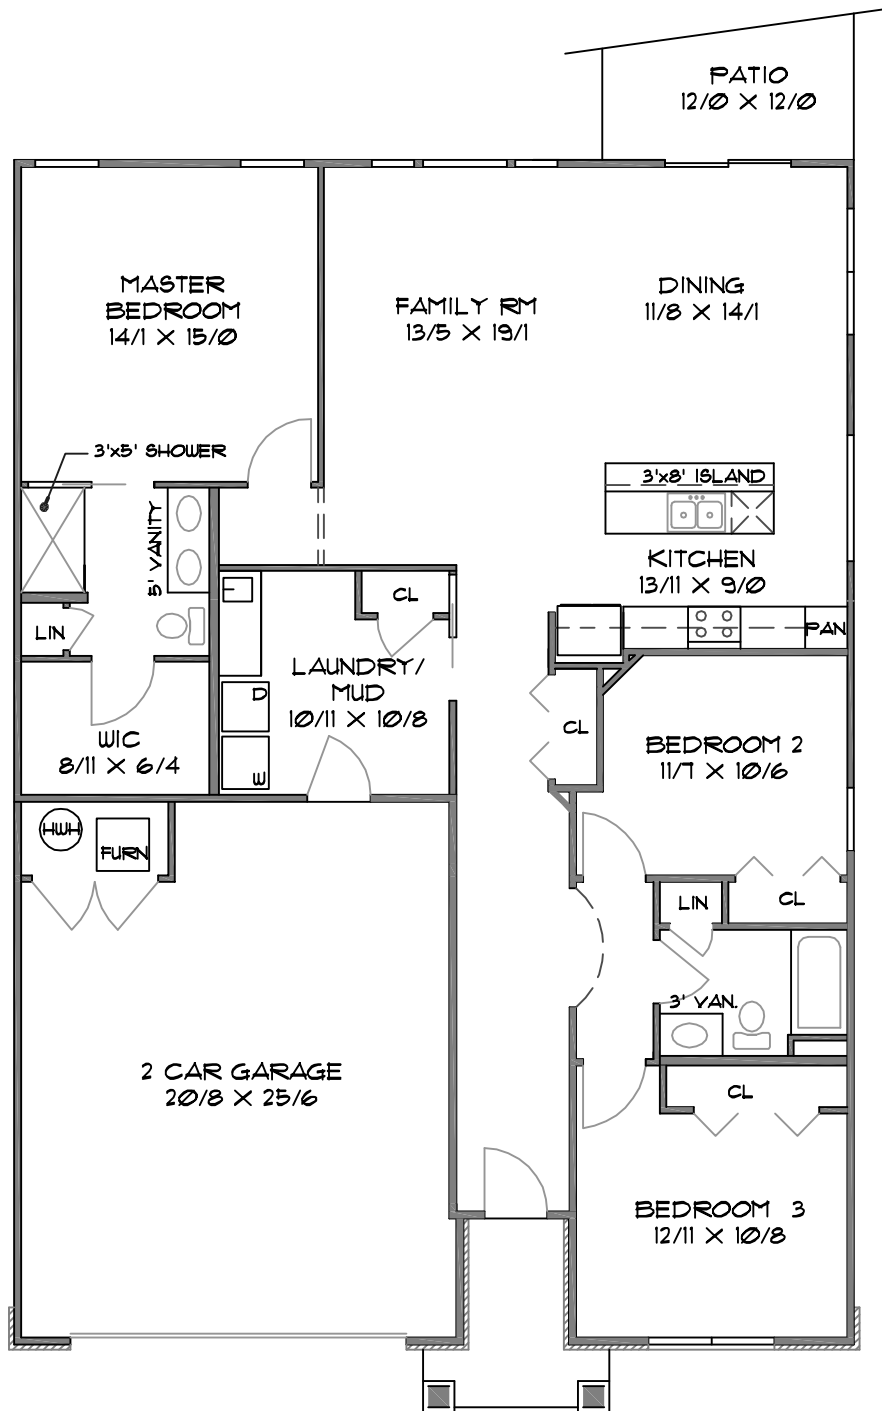 PATIO
12/0 X 12/0
MASTER
BEDROOM
14/1 X 15/0
FAMILY RM
13/5 X 19/1
DINING
11/8 X 14/1
3'x5' SHOWER
3'x8' ISLAND
5' VANITY
KITCHEN
13/11 X 9/0
CL
PAN
LIN
LAUNDRY/
MUD
10/11 X 10/8
D
W
WIC
8/11 X 6/4
CL
BEDROOM 2
11/7 X 10/6
HWH
FURN
CL
LIN
3' VAN.
2 CAR GARAGE
20/8 X 25/6
CL
BEDROOM 3
12/11 X 10/8